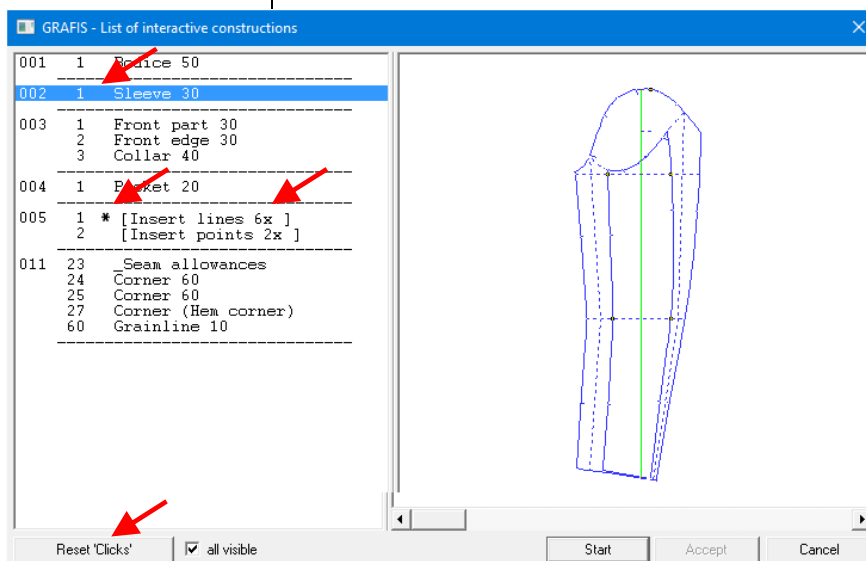 GRAFIS - List of interactive constructions
001 1 Bodice 50
002 1 Sleeve 30
003 1 Front part 30
2 Front edge 30
3 Collar 40
004 1 Pocket 20
005 1 * [Insert lines 6x ]
2 [Insert points 2x ]
011 23 _Seam allowances
24 Corner 60
25 Corner 60
27 Corner (Hem corner)
60 Grainline 10
Reset 'Clicks' all visible Start Accept Cancel